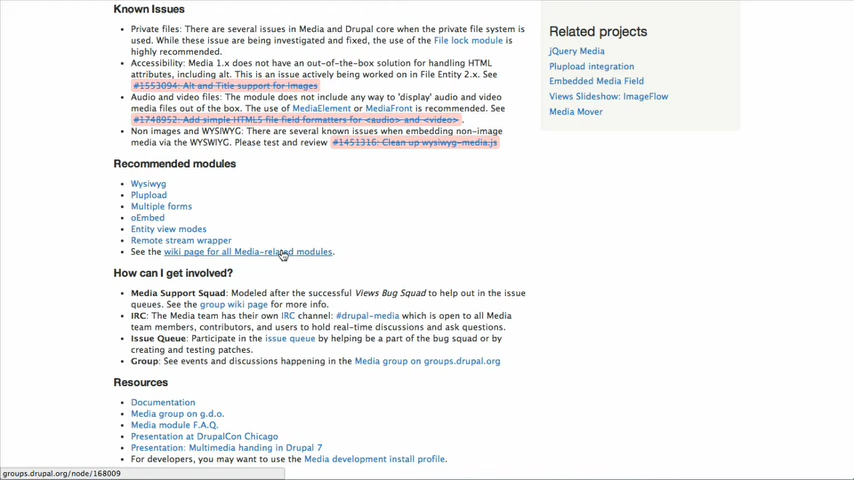 Known Issues
Private files: There are several issues in Media and Drupal core when the private file system is
used. While these issue are being investigated and fixed, the use of the File lock module is
highly recommended.
Accessibility: Media 1.x does not have an out-of-the-box solution for handling HTML
attributes, including alt. This is an issue actively being worked on in File Entity 2.x. See
#1553094: Alt and Title support for Images
Audio and video files: The module does not include any way to 'display' audio and video
media files out of the box. The use of MediaElement or MediaFront is recommended. See
#1748952: Add simple HTML5 file field formatters for <audio> and <video> .
Non images and WYSIWYG: There are several known issues when embedding non-image
media via the WYSWIYG. Please test and review #1451316: Clean up wysiwyg-media.js
Recommended modules
Wysiwyg
Plupload
Multiple forms
oEmbed
Entity view modes
Remote stream wrapper
See the wiki page for all Media-related modules.
How can I get involved?
Media Support Squad: Modeled after the successful Views Bug Squad to help out in the issue
queues. See the group wiki page for more info.
IRC: The Media team has their own IRC channel: #drupal-media which is open to all Media
team members, contributors, and users to hold real-time discussions and ask questions.
Issue Queue: Participate in the issue queue by helping be a part of the bug squad or by
creating and testing patches.
Group: See events and discussions happening in the Media group on groups.drupal.org
Resources
Documentation
Media group on g.d.o.
Media module F.A.Q.
Presentation at DrupalCon Chicago
Presentation: Multimedia handing in Drupal 7
For developers, you may want to use the Media development install profile.
Related projects
jQuery Media
Plupload integration
Embedded Media Field
Views Slideshow: ImageFlow
Media Mover
groups.drupal.org/node/168009